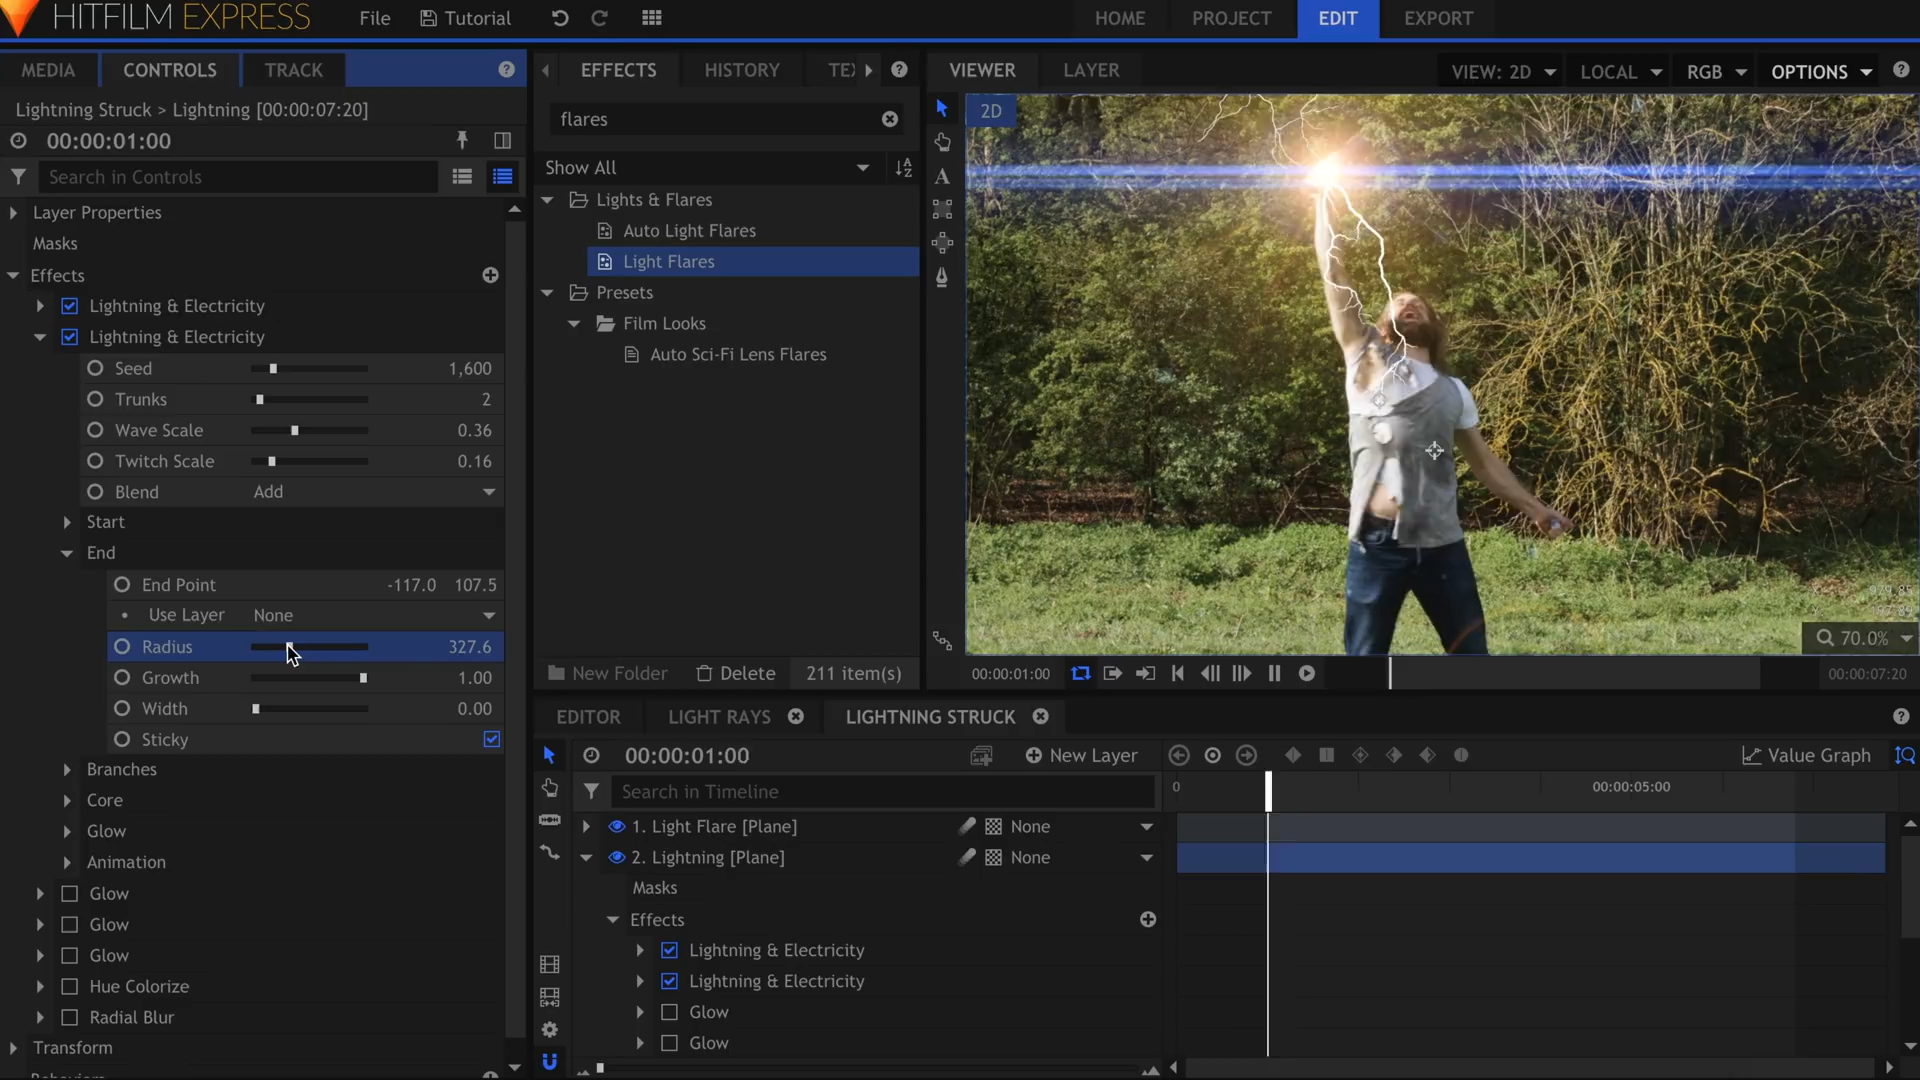 HITFILM EXPRESS
File
Tutorial
HOME
PROJECT
EDIT
EXPORT
MEDIA
CONTROLS
TRACK
Lightning Struck > Lightning [00:00:07:20]
00:00:01:00
Search in Controls
Layer Properties
Masks
Effects
Lightning & Electricity
Lightning & Electricity
Seed 1,600
Trunks 2
Wave Scale 0.36
Twitch Scale 0.16
Blend Add
Start
End
End Point -117.0 107.5
Use Layer None
Radius 327.6
Growth 1.00
Width 0.00
Sticky
Branches
Core
Glow
Animation
Glow
Glow
Glow
Hue Colorize
Radial Blur
Transform
EFFECTS
HISTORY
TEX
flares
Show All
Lights & Flares
Auto Light Flares
Light Flares
Presets
Film Looks
Auto Sci-Fi Lens Flares
New Folder
Delete
211 item(s)
VIEWER
LAYER
VIEW: 2D
LOCAL
RGB
OPTIONS
2D
70.0%
00:00:01:00
00:00:07:20
EDITOR
LIGHT RAYS
LIGHTNING STRUCK
00:00:01:00
New Layer
Value Graph
Search in Timeline
0
00:00:05:00
1. Light Flare [Plane] None
2. Lightning [Plane] None
Masks
Effects
Lightning & Electricity
Lightning & Electricity
Glow
Glow